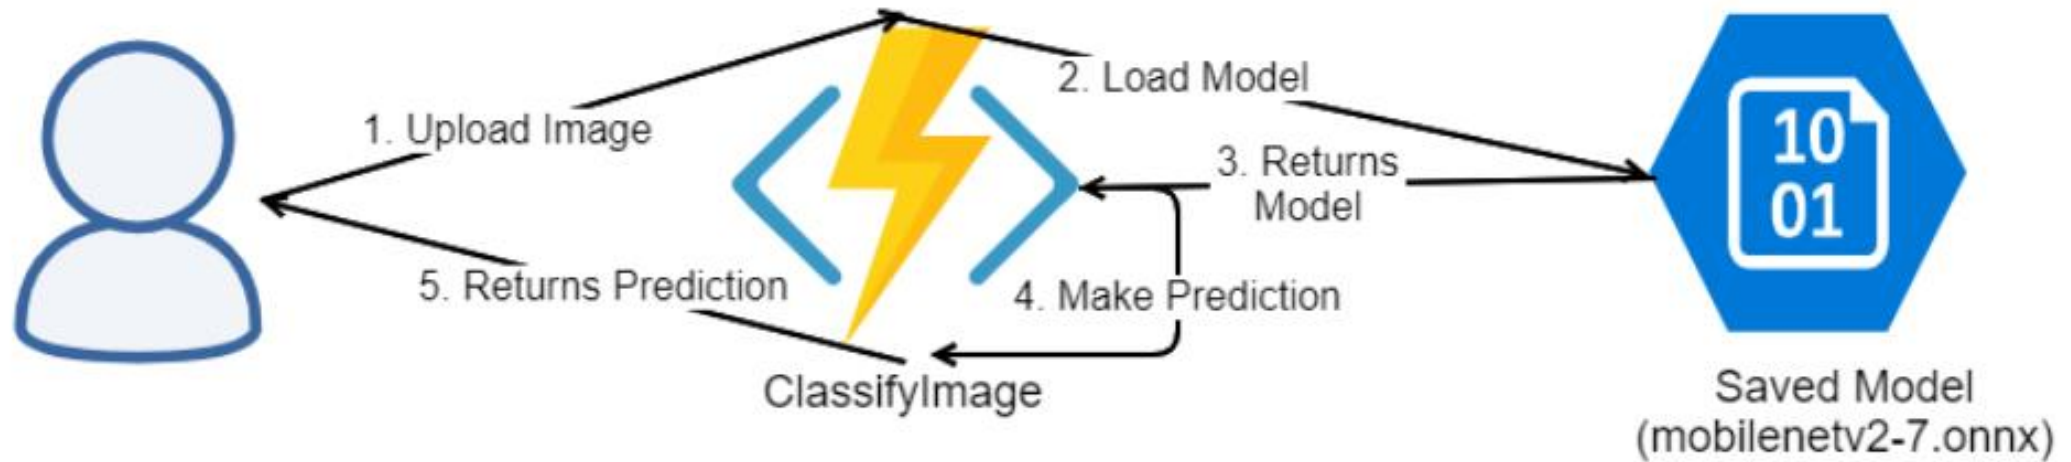 1. Upload Image
2. Load Model
3. Returns
Model
4. Make Prediction
5. Returns Prediction
ClassifyImage
10
01
Saved Model
(mobilenetv2-7.onnx)